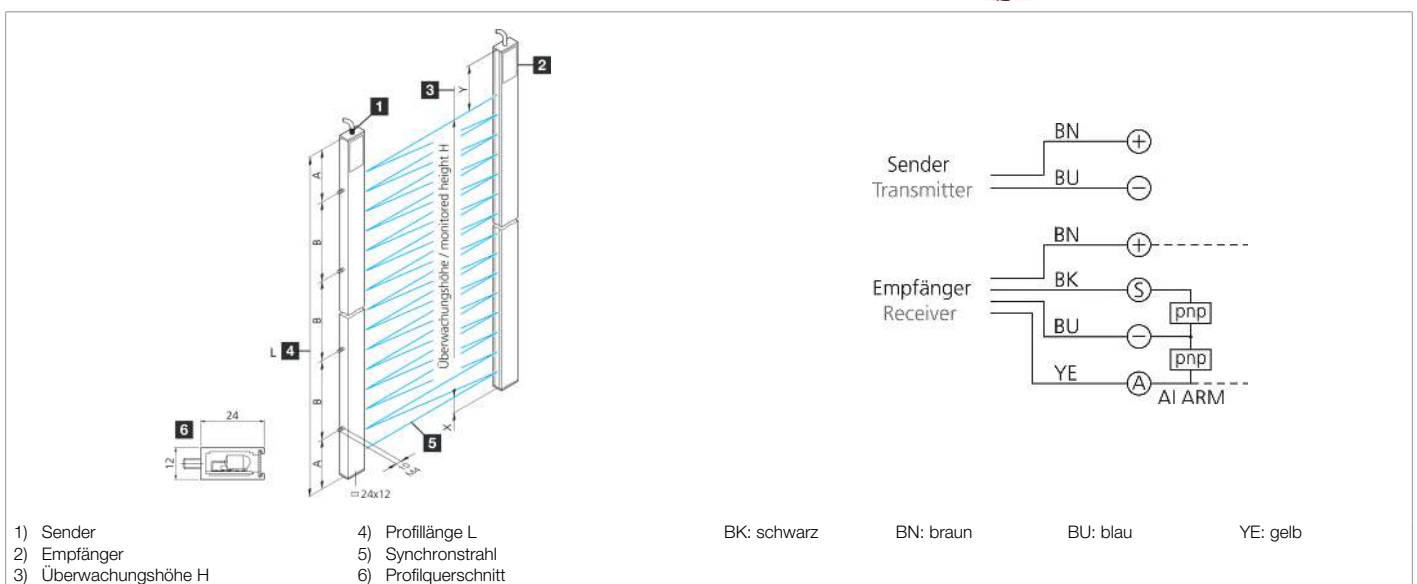 1
2
3
Y
A
B
B
B
A
L 4
Überwachungshöhe / monitored height H
X
5
6
24
12
10
M4
24x12
Sender
Transmitter
BN
+
BU
−
Empfänger
Receiver
BN
+
BK
S
pnp
BU
−
pnp
YE
A
ALARM
1) Sender
2) Empfänger
3) Überwachungshöhe H
4) Profillänge L
5) Synchronstrahl
6) Profilquerschnitt
BK: schwarz BN: braun BU: blau YE: gelb